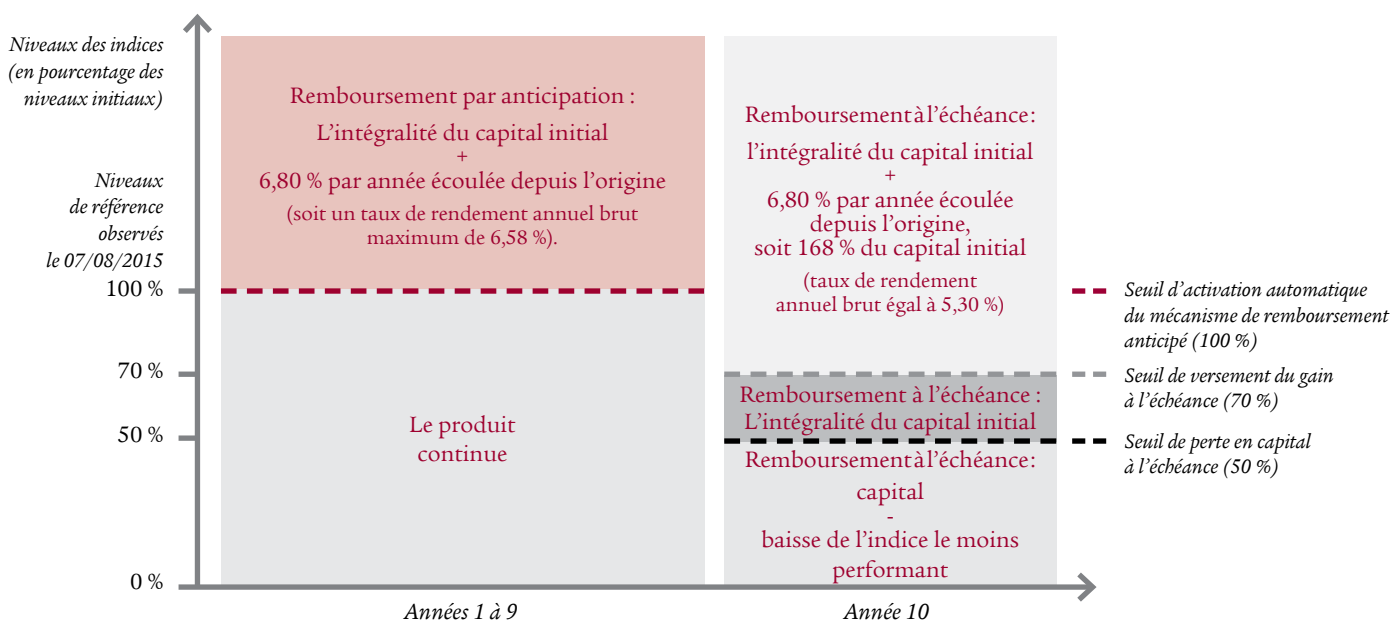 Niveaux des indices
(en pourcentage des
niveaux initiaux)
Niveaux
de référence
observés
le 07/08/2015
100 %
70 %
50 %
0 %
Remboursement par anticipation :
L’intégralité du capital initial
+
6,80 % par année écoulée depuis l’origine
(soit un taux de rendement annuel brut
maximum de 6,58 %).
Le produit
continue
Années 1 à 9
Remboursement à l’échéance :
l’intégralité du capital initial
+
6,80 % par année écoulée
depuis l’origine,
soit 168 % du capital initial
(taux de rendement
annuel brut égal à 5,30 %)
Remboursement à l’échéance :
L’intégralité du capital initial
Remboursement à l’échéance :
capital
-
baisse de l’indice le moins
performant
Année 10
Seuil d’activation automatique
du mécanisme de remboursement
anticipé (100 %)
Seuil de versement du gain
à l’échéance (70 %)
Seuil de perte en capital
à l’échéance (50 %)